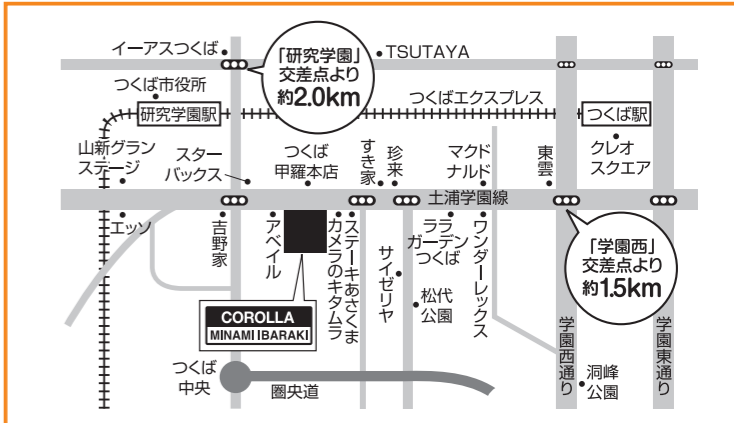 イーアスつくば
「研究学園」
交差点より
約2.0km
TSUTAYA
つくば市役所
研究学園駅
つくばエクスプレス
つくば駅
山新グラン
ステージ
スター
バックス
つくば
甲羅本店
すき家
珍来
マクド
ナルド
東雲
クレオ
スクエア
土浦学園線
エッソ
吉野家
アベイル
カメラのキタムラ
ステーキあさくま
サイゼリヤ
ララ
ガーデン
つくば
ワンダーレックス
「学園西」
交差点より
約1.5km
松代
公園
COROLLA
MINAMI IBARAKI
学園西通り
学園東通り
つくば
中央
圏央道
洞峰
公園